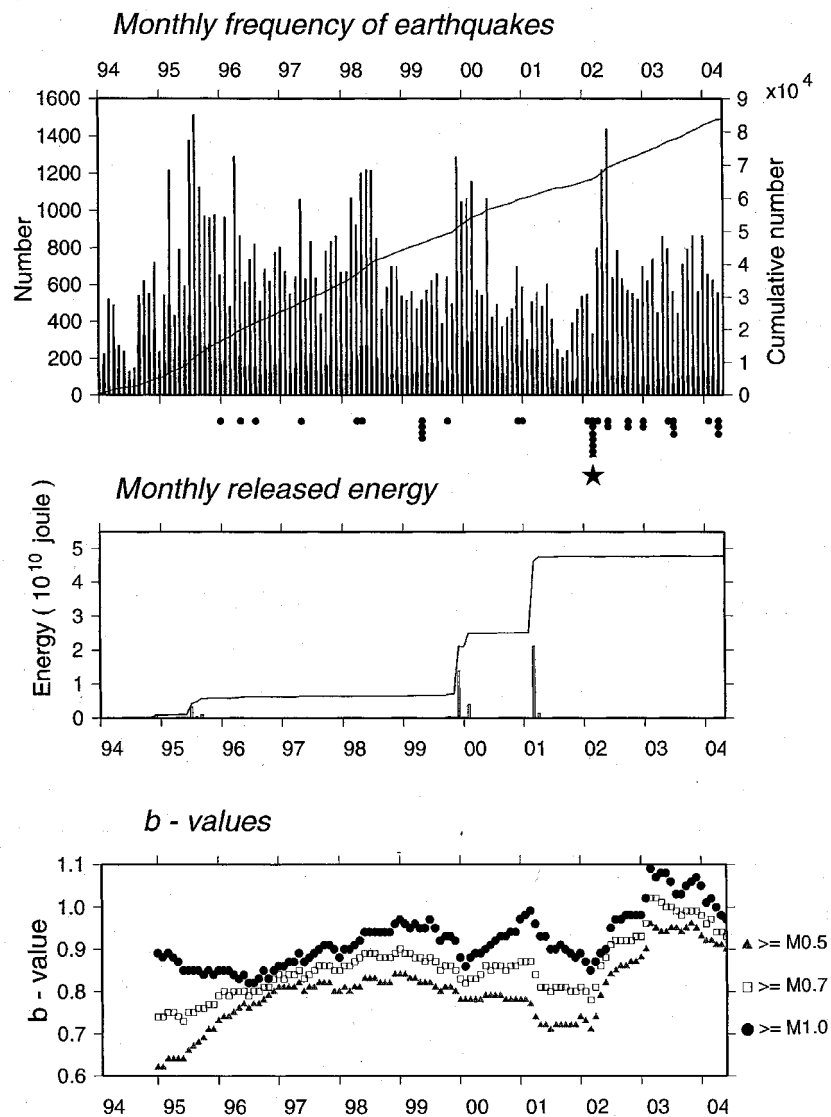 Monthly frequency of earthquakes
94 95 96 97 98 99 00 01 02 03 04
x10^4
1600
1400
1200
1000
800
600
400
200
0
Number
9
8
7
6
5
4
3
2
1
0
Cumulative number
Monthly released energy
5
4
3
2
1
0
Energy ( 10^10 joule )
94 95 96 97 98 99 00 01 02 03 04
b - values
1.1
1.0
0.9
0.8
0.7
0.6
b - value
>= M0.5
>= M0.7
>= M1.0
94 95 96 97 98 99 00 01 02 03 04